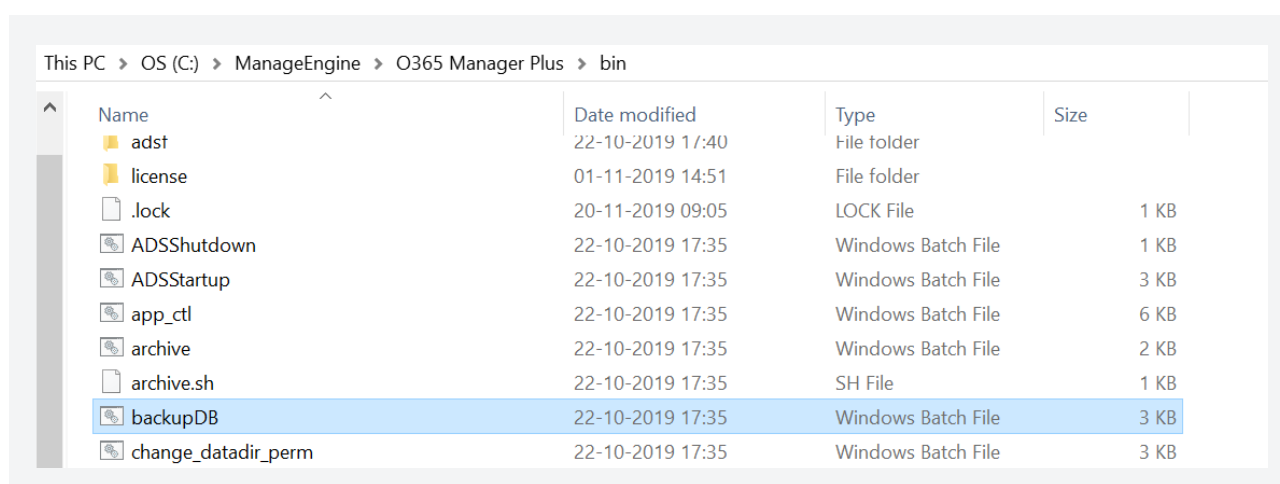 This PC > OS (C:) > ManageEngine > O365 Manager Plus > bin
Name Date modified Type Size
adsf 22-10-2019 17:40 File folder
license 01-11-2019 14:51 File folder
.lock 20-11-2019 09:05 LOCK File 1 KB
ADSShutdown 22-10-2019 17:35 Windows Batch File 1 KB
ADSStartup 22-10-2019 17:35 Windows Batch File 3 KB
app_ctl 22-10-2019 17:35 Windows Batch File 6 KB
archive 22-10-2019 17:35 Windows Batch File 2 KB
archive.sh 22-10-2019 17:35 SH File 1 KB
backupDB 22-10-2019 17:35 Windows Batch File 3 KB
change_datadir_perm 22-10-2019 17:35 Windows Batch File 3 KB